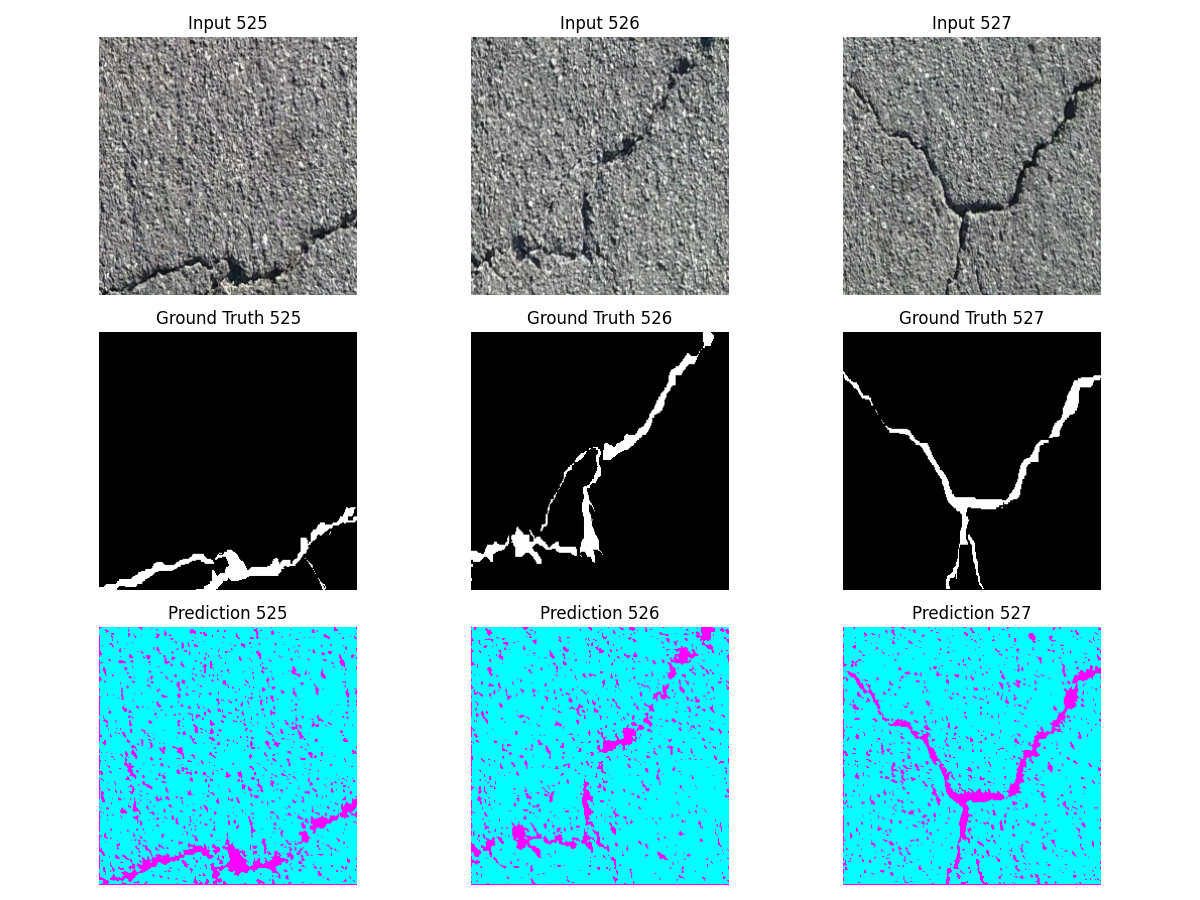 Input 525
Input 526
Input 527
Ground Truth 525
Ground Truth 526
Ground Truth 527
Prediction 525
Prediction 526
Prediction 527